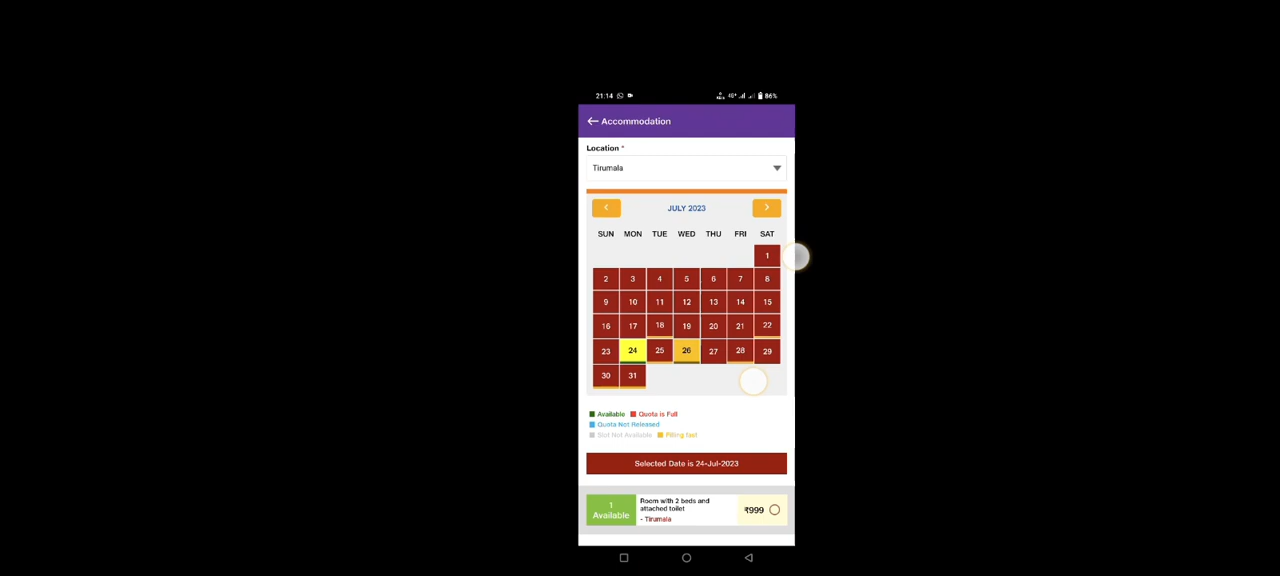 21:14 4G+ 86%
Accommodation
Location *
Tirumala
JULY 2023
SUN MON TUE WED THU FRI SAT
1
2 3 4 5 6 7 8
9 10 11 12 13 14 15
16 17 18 19 20 21 22
23 24 25 26 27 28 29
30 31
Available Quota is Full
Quota Not Released
Slot Not Available Filling fast
Selected Date is 24-Jul-2023
1
Available
Room with 2 beds and
attached toilet
- Tirumala
₹999